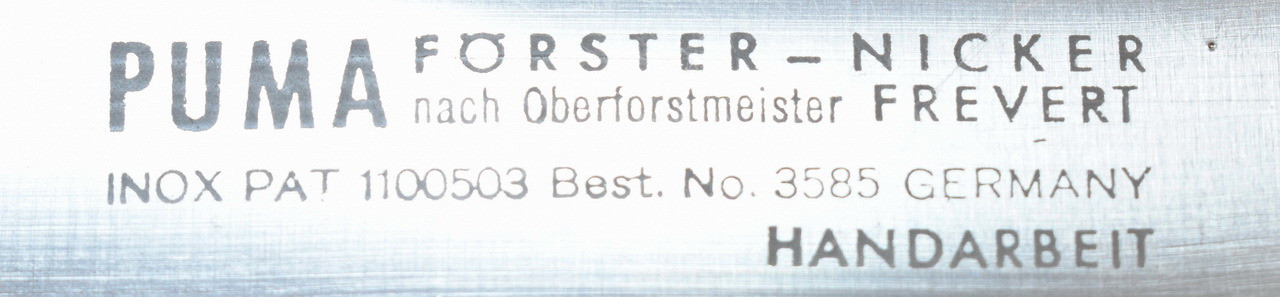 PUMA FÖRSTER – NICKER
nach Oberforstmeister FREVERT
INOX PAT 1100503 Best. No. 3585 GERMANY
HANDARBEIT